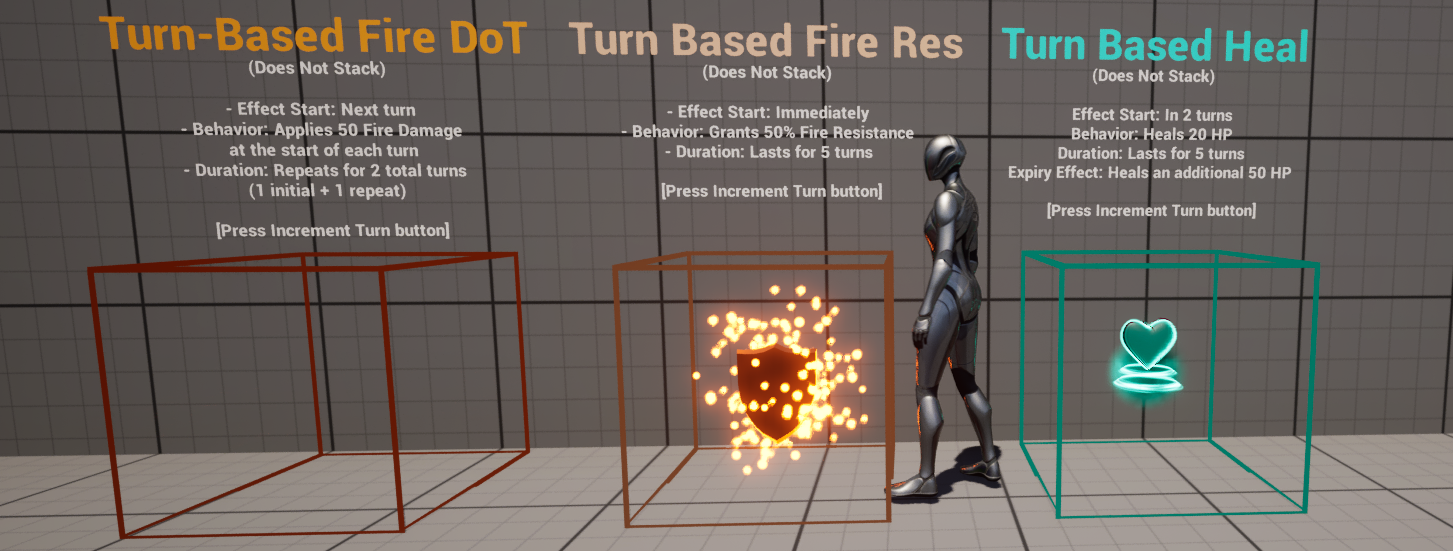 Turn-Based Fire DoT
(Does Not Stack)
- Effect Start: Next turn
- Behavior: Applies 50 Fire Damage
at the start of each turn
- Duration: Repeats for 2 total turns
(1 initial + 1 repeat)
[Press Increment Turn button]
Turn Based Fire Res
(Does Not Stack)
- Effect Start: Immediately
- Behavior: Grants 50% Fire Resistance
- Duration: Lasts for 5 turns
[Press Increment Turn button]
Turn Based Heal
(Does Not Stack)
Effect Start: In 2 turns
Behavior: Heals 20 HP
Duration: Lasts for 5 turns
Expiry Effect: Heals an additional 50 HP
[Press Increment Turn button]